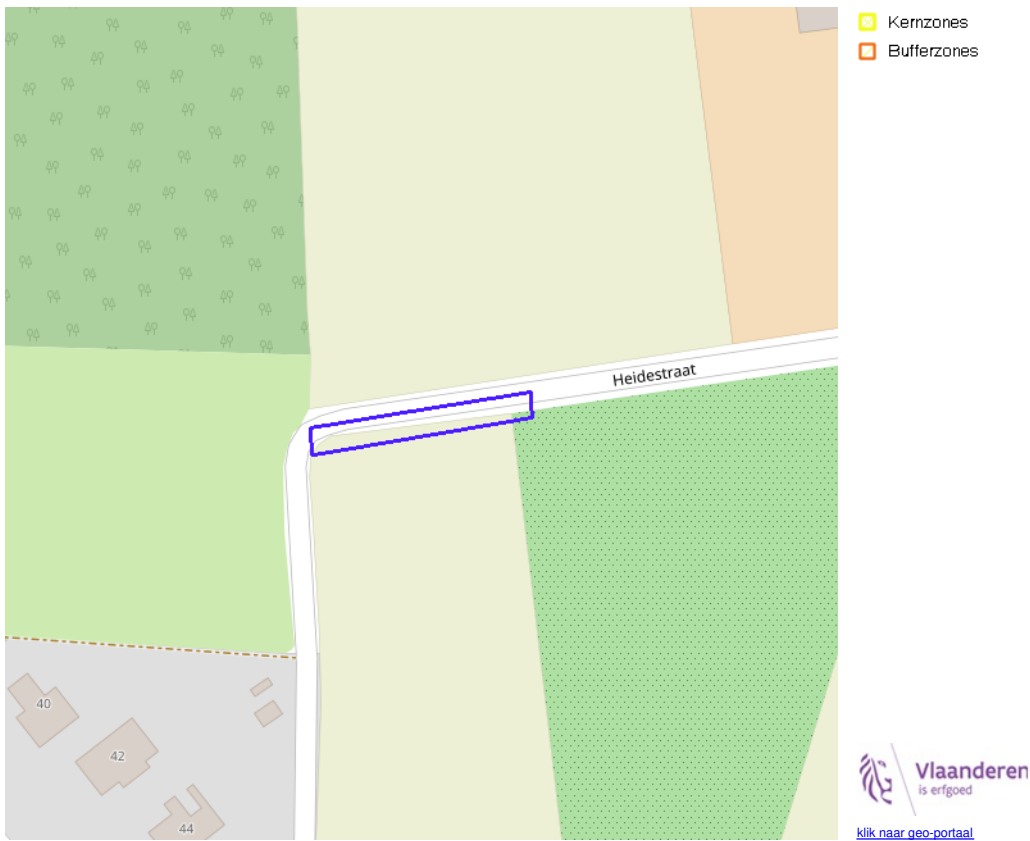 Kernzones
Bufferzones
Heidestraat
40
42
44
Vlaanderen
is erfgoed
klik naar geo-portaal